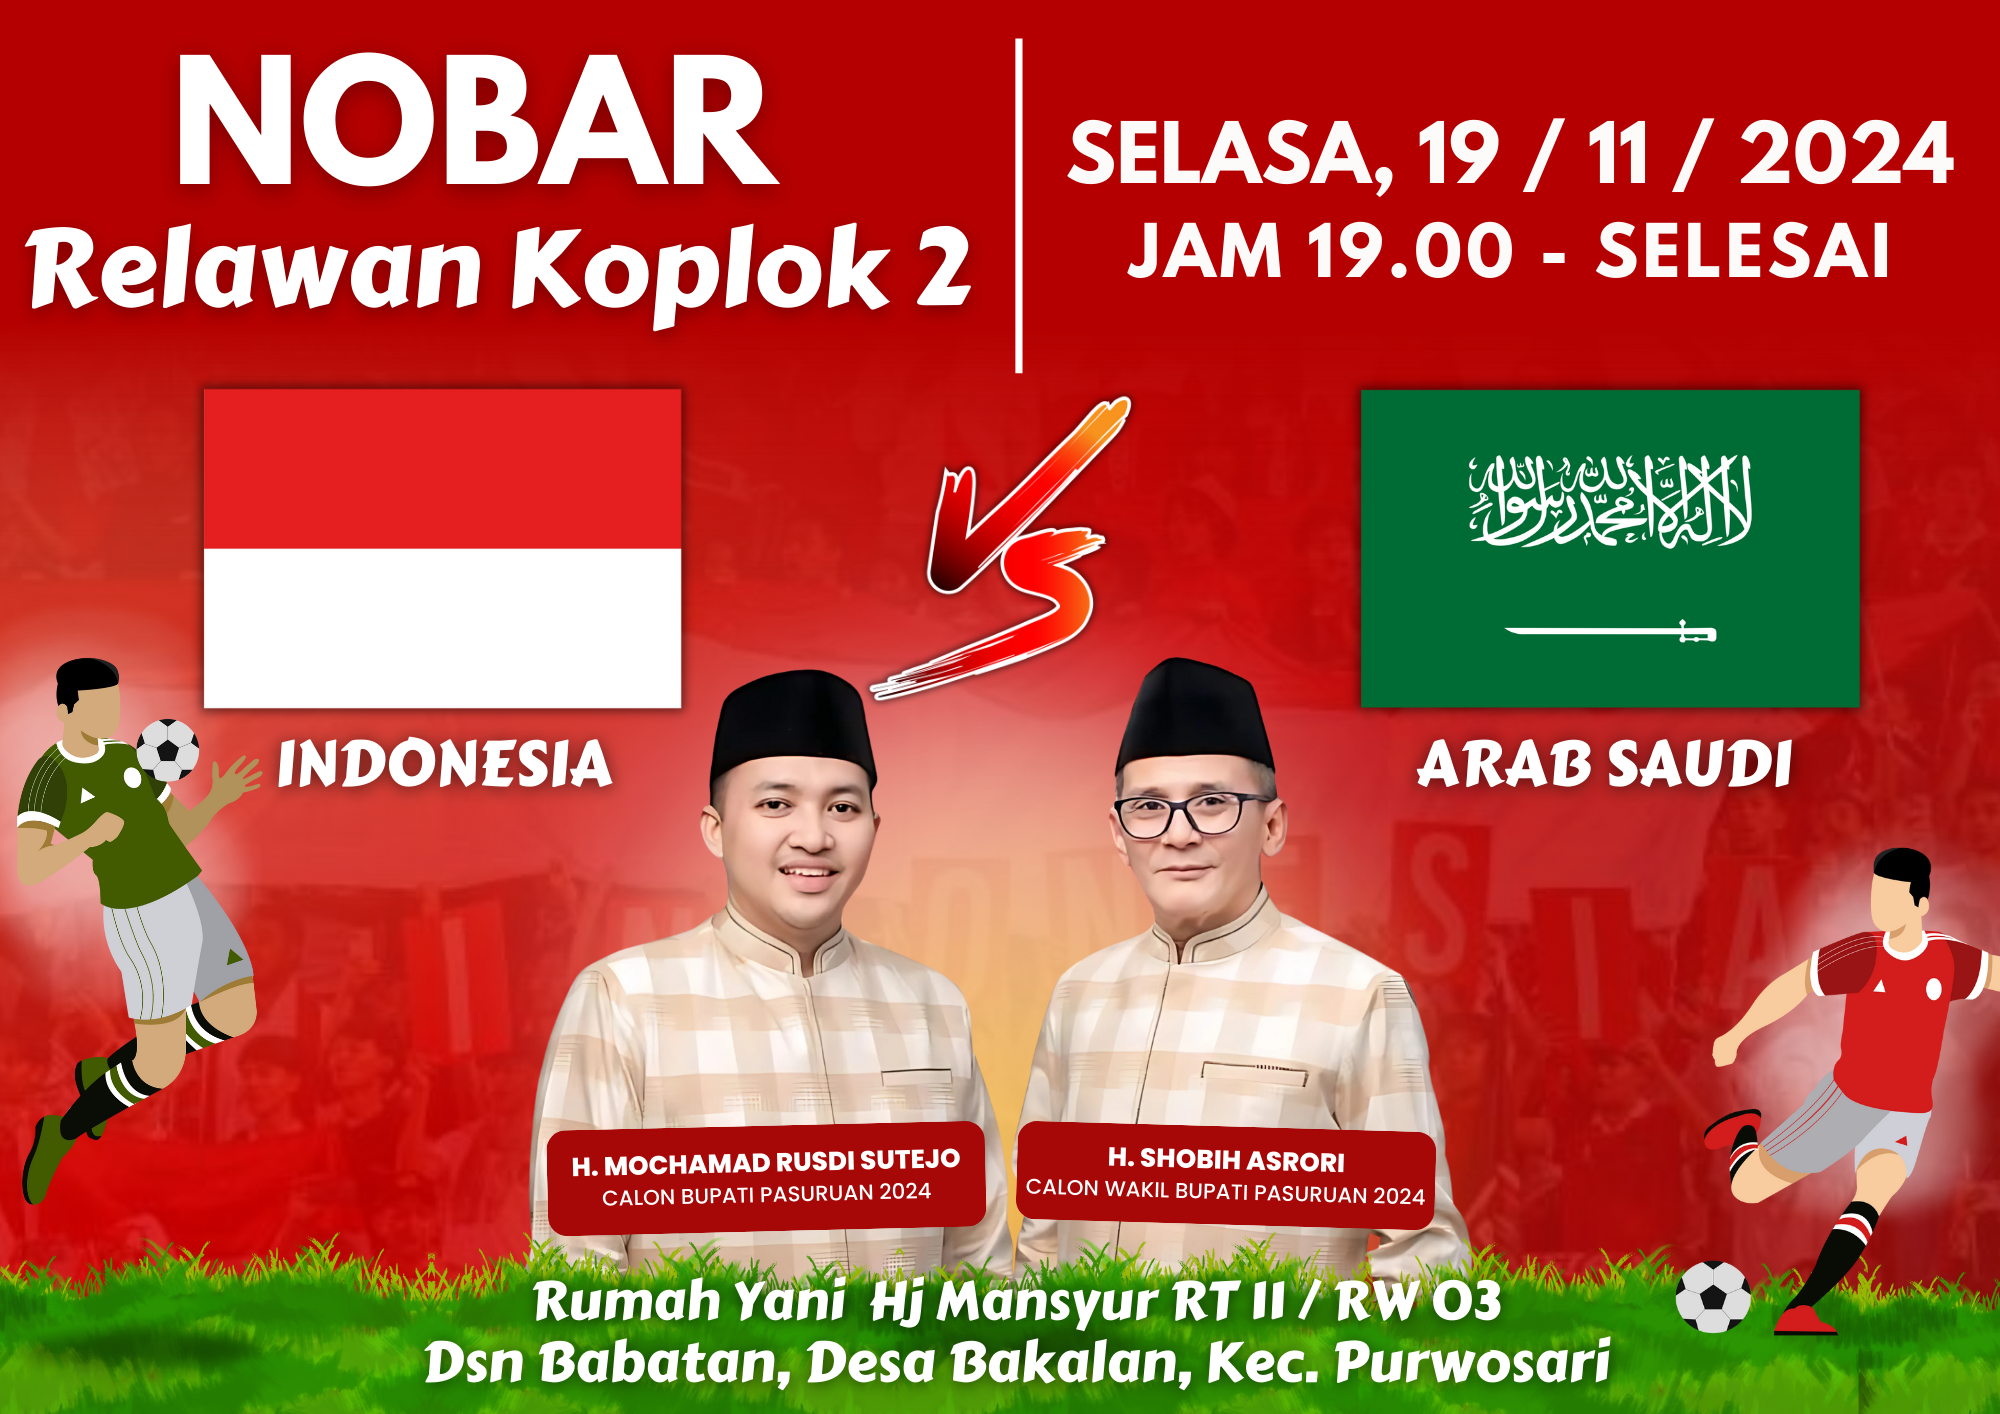 NOBAR
Relawan Koplok 2
SELASA, 19 / 11 / 2024
JAM 19.00 - SELESAI
VS
لا إله إلا الله محمد رسول الله
INDONESIA
ARAB SAUDI
H. MOCHAMAD RUSDI SUTEJO
CALON BUPATI PASURUAN 2024
H. SHOBIH ASRORI
CALON WAKIL BUPATI PASURUAN 2024
Rumah Yani Hj Mansyur RT 11 / RW 03
Dsn Babatan, Desa Bakalan, Kec. Purwosari